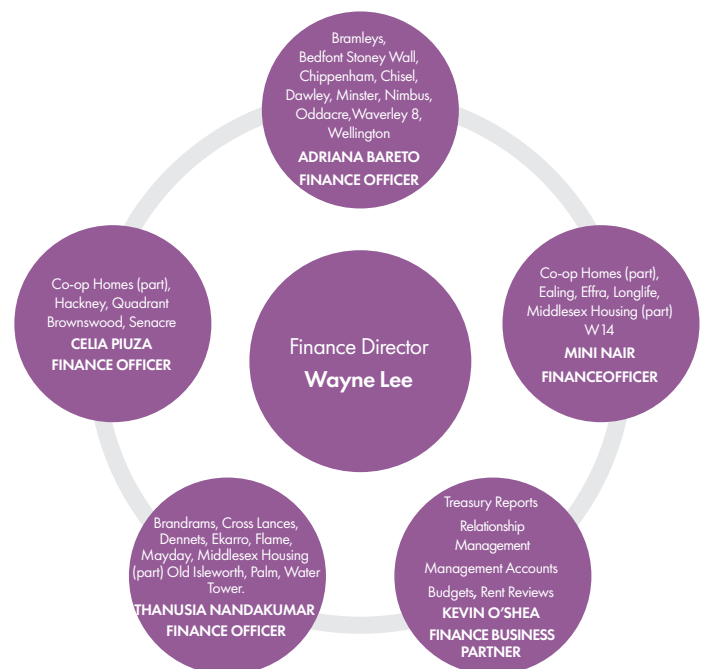 Bramleys,
Bedfont Stoney Wall,
Chippenham, Chisel,
Dawley, Minster, Nimbus,
Oddacre,Waverley 8,
Wellington
ADRIANA BARETO
FINANCE OFFICER
Co-op Homes (part),
Hackney, Quadrant
Brownswood, Senacre
CELIA PIUZA
FINANCE OFFICER
Finance Director
Wayne Lee
Co-op Homes (part),
Ealing, Effra, Longlife,
Middlesex Housing (part)
W14
MINI NAIR
FINANCEOFFICER
Brandrams, Cross Lances,
Dennets, Ekarro, Flame,
Mayday, Middlesex Housing
(part) Old Isleworth, Palm, Water
Tower.
THANUSIA NANDAKUMAR
FINANCE OFFICER
Treasury Reports
Relationship
Management
Management Accounts
Budgets, Rent Reviews
KEVIN O'SHEA
FINANCE BUSINESS
PARTNER